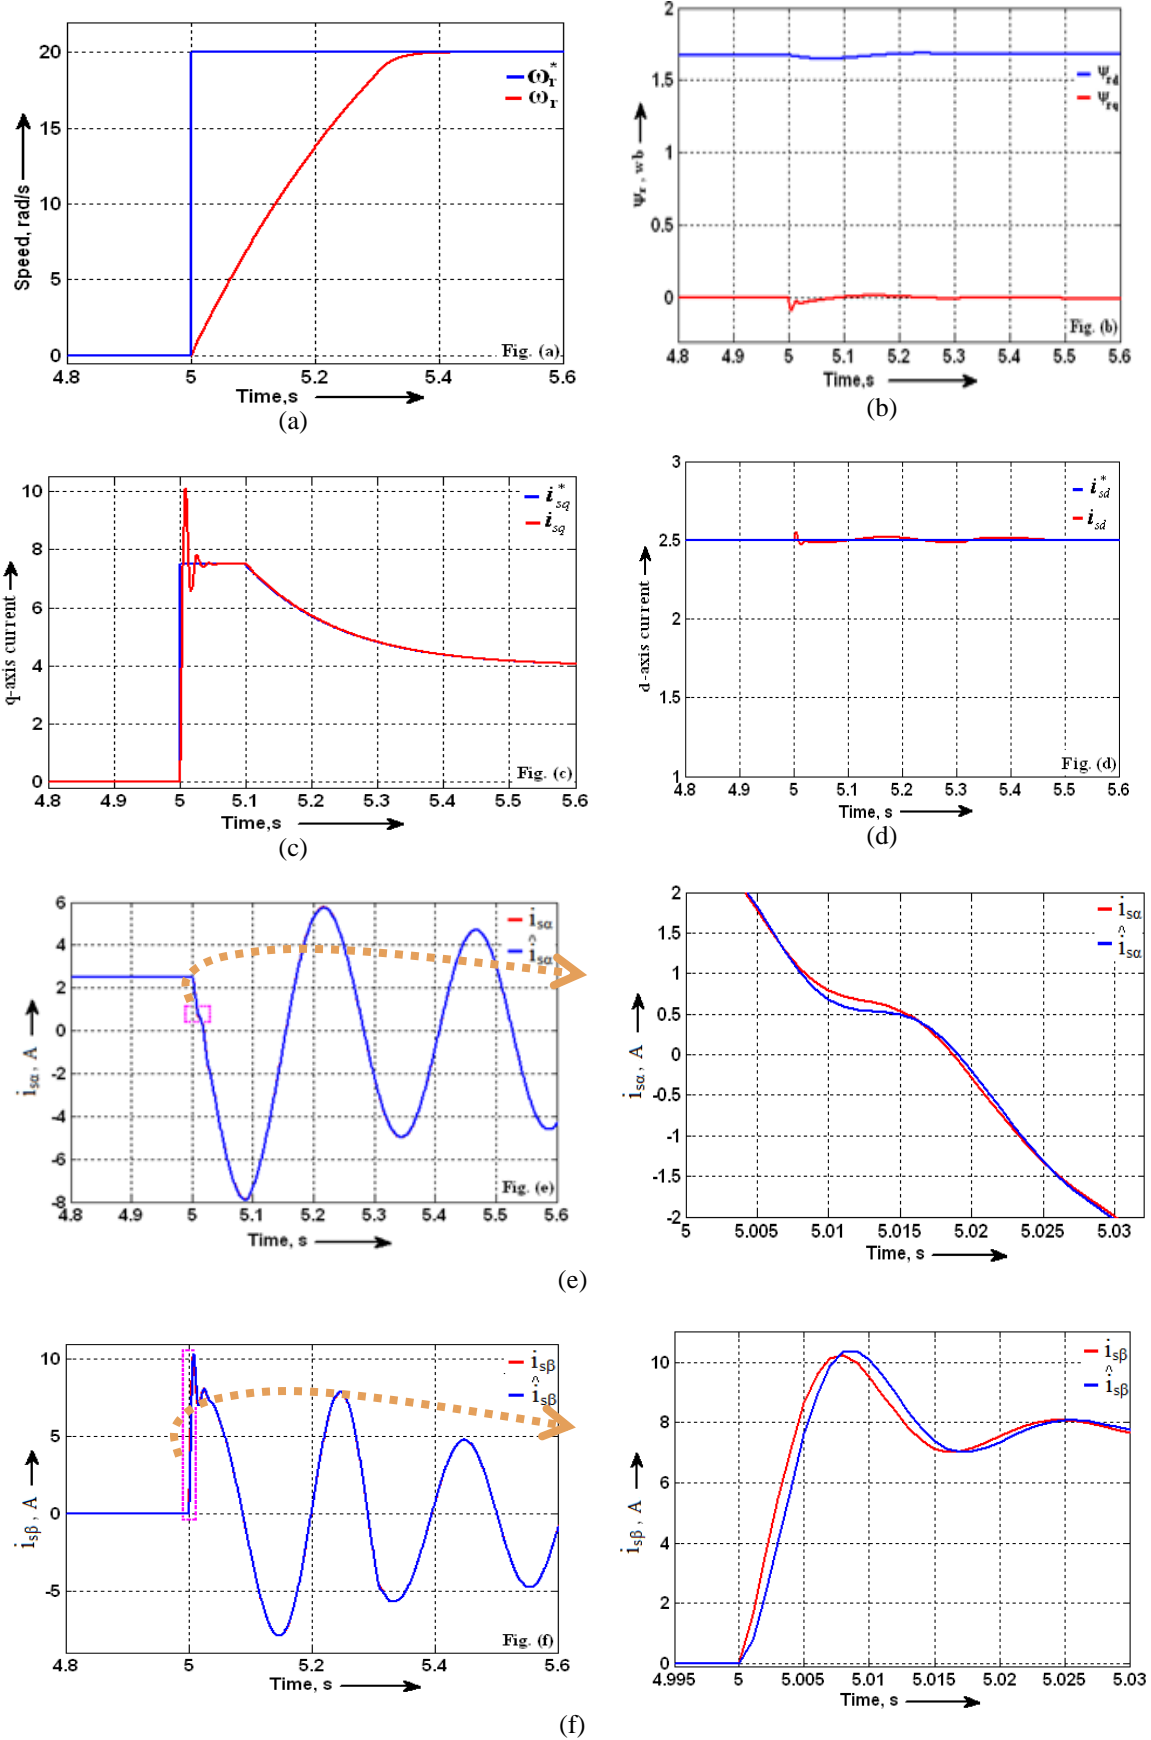 20
15
10
5
0
Speed, rad/s
ω*r
ωr
Fig. (a)
4.8 5 5.2 5.4 5.6
Time,s
(a)
2
1.5
1
0.5
0
Ψr , wb
Ψrd
Ψrq
Fig. (b)
4.8 4.9 5 5.1 5.2 5.3 5.4 5.5 5.6
Time,s
(b)
10
8
6
4
2
0
q-axis current
i*sq
isq
Fig. (c)
4.8 4.9 5 5.1 5.2 5.3 5.4 5.5 5.6
Time,s
(c)
3
2.5
2
1.5
1
d-axis current
i*sd
isd
Fig. (d)
4.8 4.9 5 5.1 5.2 5.3 5.4 5.5 5.6
Time, s
(d)
6
4
2
0
-2
-4
-6
-8
isα , A
isα
îsα
Fig. (e)
4.8 4.9 5 5.1 5.2 5.3 5.4 5.5 5.6
Time, s
2
1.5
1
0.5
0
-0.5
-1
-1.5
-2
isα , A
isα
îsα
5 5.005 5.01 5.015 5.02 5.025 5.03
Time, s
(e)
10
5
0
-5
isβ , A
isβ
îsβ
Fig. (f)
4.8 5 5.2 5.4 5.6
Time, s
10
8
6
4
2
0
isβ , A
isβ
îsβ
4.995 5 5.005 5.01 5.015 5.02 5.025 5.03
Time, s
(f)